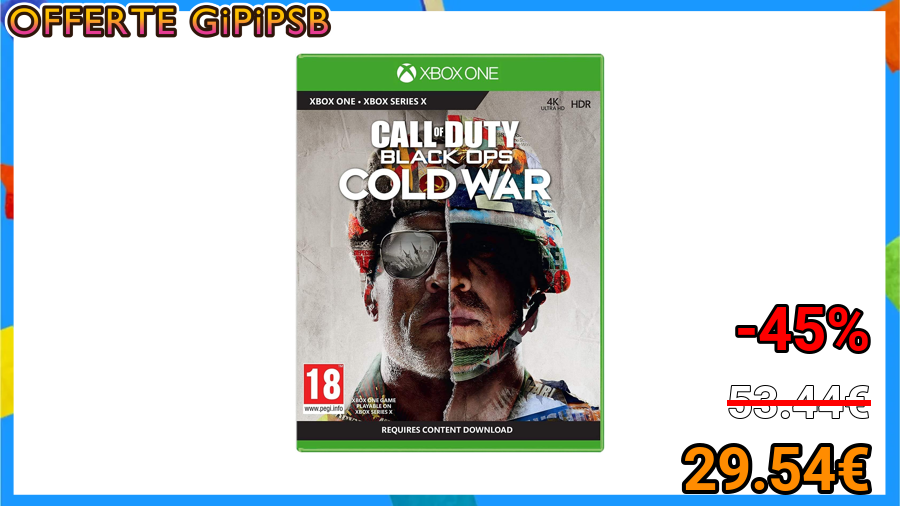 OFFERTE GiPiPSB
XBOX ONE
XBOX ONE • XBOX SERIES X
4K
ULTRA HD
HDR
CALL OF DUTY
BLACK OPS
COLD WAR
18
www.pegi.info
XBOX ONE GAME
PLAYABLE ON
XBOX SERIES X
REQUIRES CONTENT DOWNLOAD
-45%
53.44€
29.54€